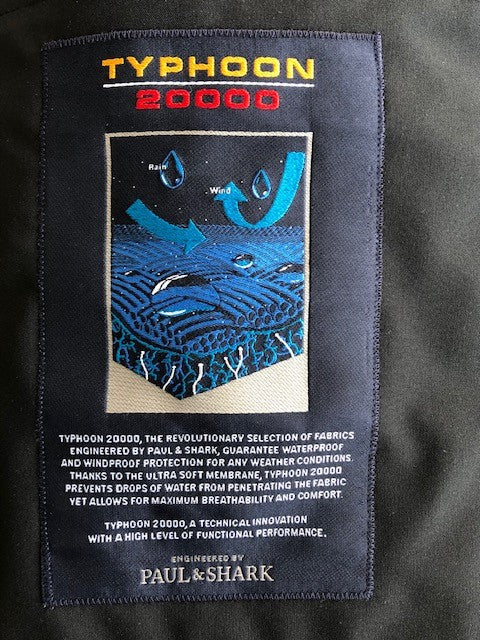 TYPHOON
20000
Rain
Wind
TYPHOON 20000, THE REVOLUTIONARY SELECTION OF FABRICS
ENGINEERED BY PAUL & SHARK, GUARANTEE WATERPROOF
AND WINDPROOF PROTECTION FOR ANY WEATHER CONDITIONS.
THANKS TO THE ULTRA SOFT MEMBRANE, TYPHOON 20000
PREVENTS DROPS OF WATER FROM PENETRATING THE FABRIC
YET ALLOWS FOR MAXIMUM BREATHABILITY AND COMFORT.
TYPHOON 20000, A TECHNICAL INNOVATION
WITH A HIGH LEVEL OF FUNCTIONAL PERFORMANCE.
ENGINEERED BY
PAUL & SHARK